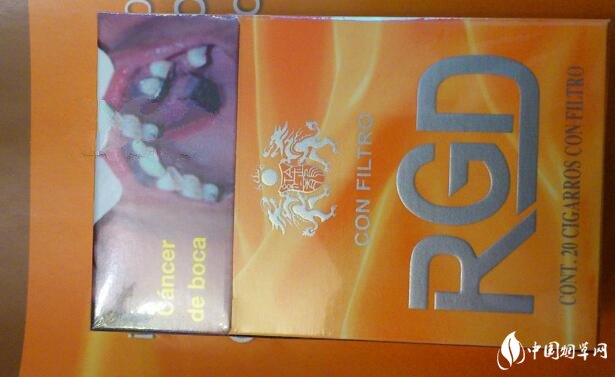 RGD
CON FILTRO
CONT. 20 CIGARROS CON FILTRO
Cáncer
de boca
中国烟草网